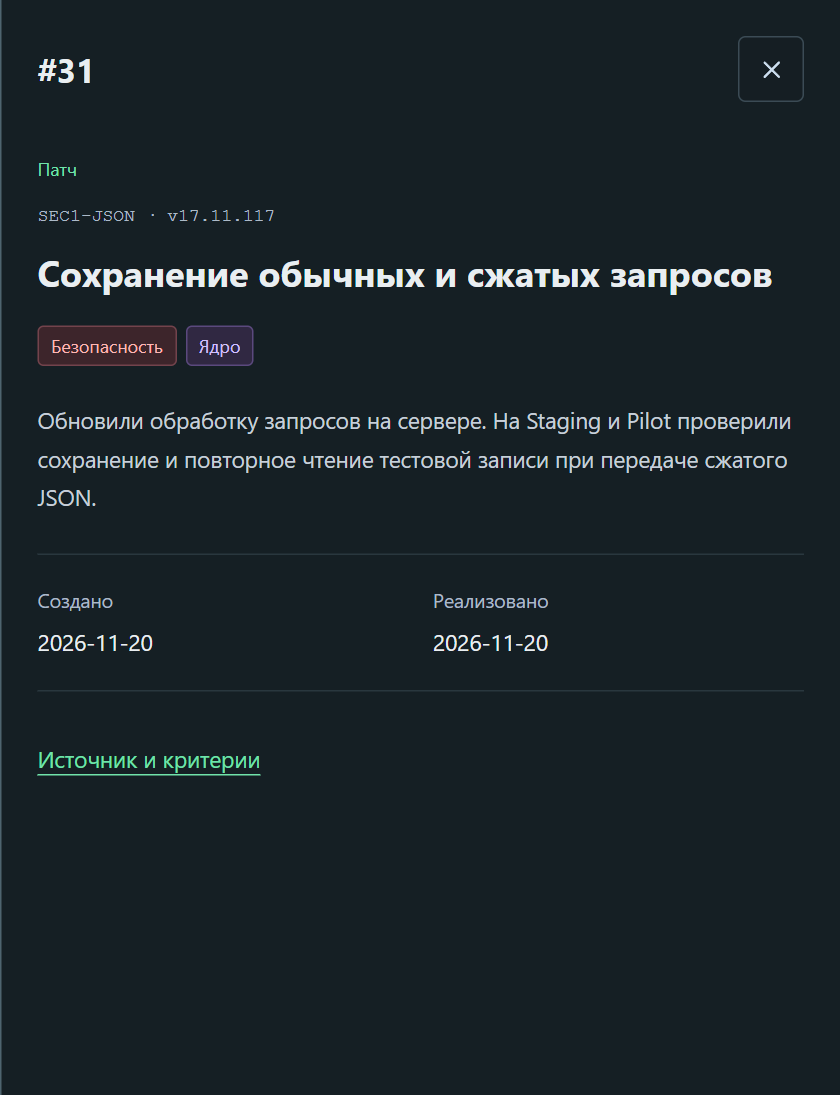 #31
Патч
SEC1-JSON · v17.11.117
Сохранение обычных и сжатых запросов
Безопасность Ядро
Обновили обработку запросов на сервере. На Staging и Pilot проверили
сохранение и повторное чтение тестовой записи при передаче сжатого
JSON.
Создано Реализовано
2026-11-20 2026-11-20
Источник и критерии